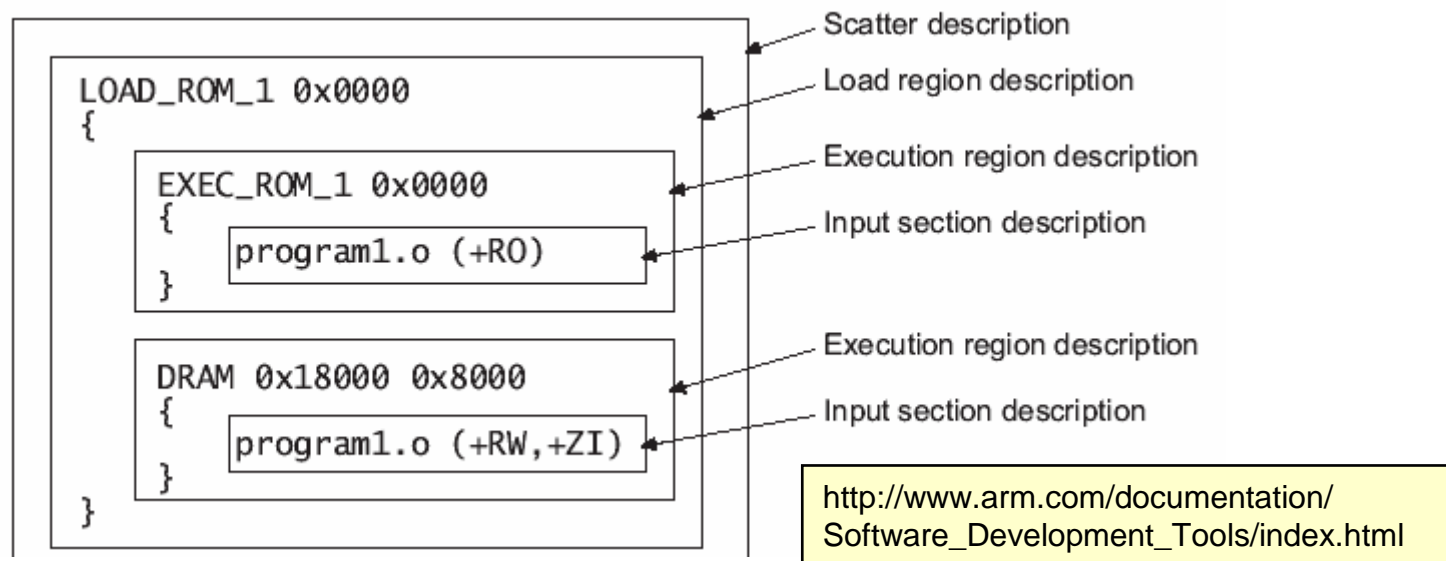 Scatter description
LOAD_ROM_1 0x0000
Load region description
{
Execution region description
EXEC_ROM_1 0x0000
{
Input section description
program1.o (+RO)
}
Execution region description
DRAM 0x18000 0x8000
{
Input section description
program1.o (+RW,+ZI)
}
}
http://www.arm.com/documentation/
Software_Development_Tools/index.html